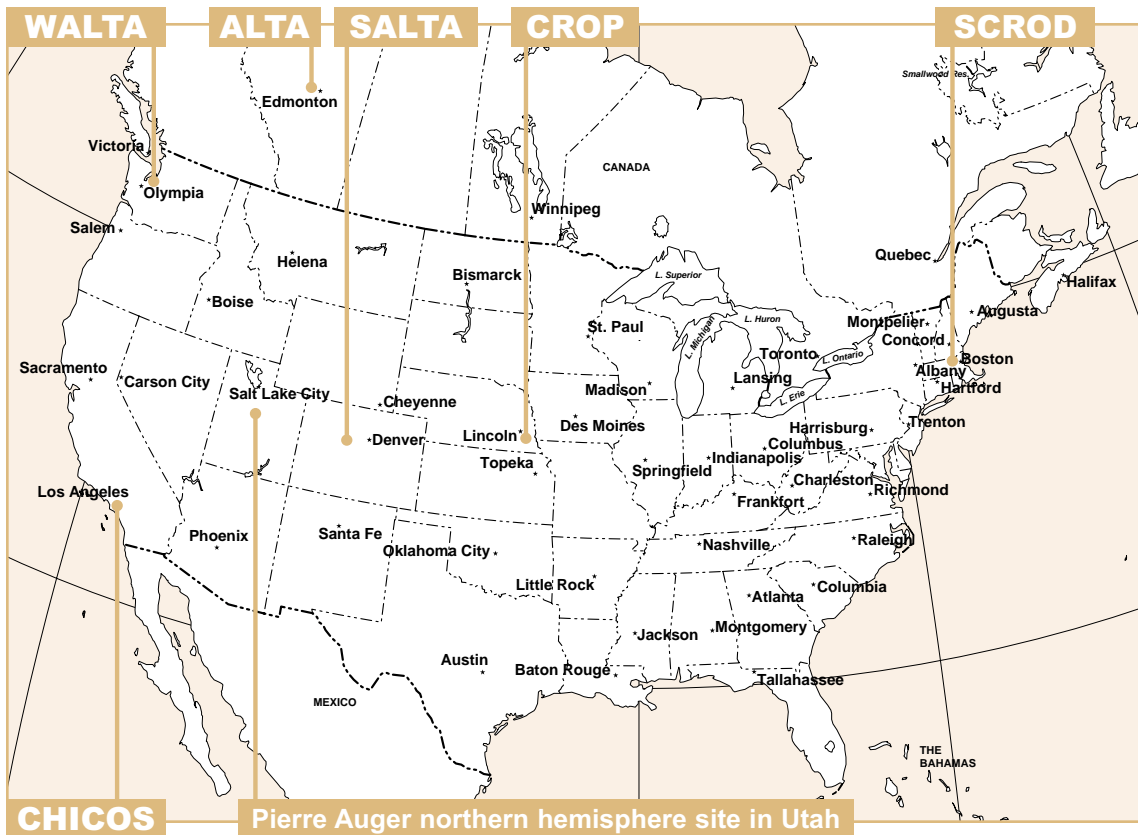 WALTA
ALTA
SALTA
CROP
SCROD
Smallwood Res.
Edmonton
Victoria
CANADA
Olympia
Winnipeg
Salem
Quebec
Helena
Bismarck
L. Superior
Halifax
Boise
Augusta
St. Paul
L. Michigan
L. Huron
Montpelier
Concord
Toronto
L. Ontario
Boston
Sacramento
Carson City
Salt Lake City
Madison
Lansing
L. Erie
Albany
Hartford
Cheyenne
Des Moines
Harrisburg
Trenton
Denver
Lincoln
Columbus
Topeka
Indianapolis
Springfield
Charleston
Los Angeles
Frankfort
Richmond
Phoenix
Santa Fe
Oklahoma City
Nashville
Raleigh
Little Rock
Columbia
Atlanta
Jackson
Montgomery
Austin
Baton Rouge
Tallahassee
MEXICO
THE
BAHAMAS
CHICOS
Pierre Auger northern hemisphere site in Utah